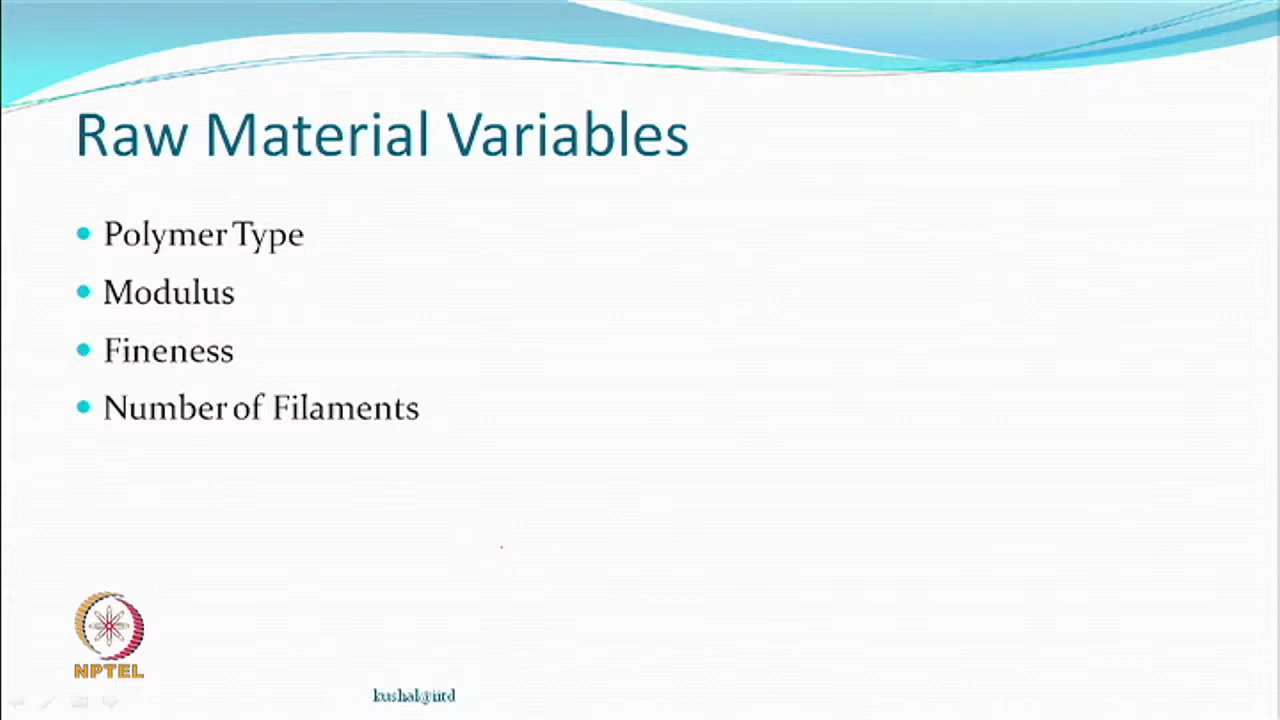 Raw Material Variables
Polymer Type
Modulus
Fineness
Number of Filaments
NPTEL
kushal@iitd